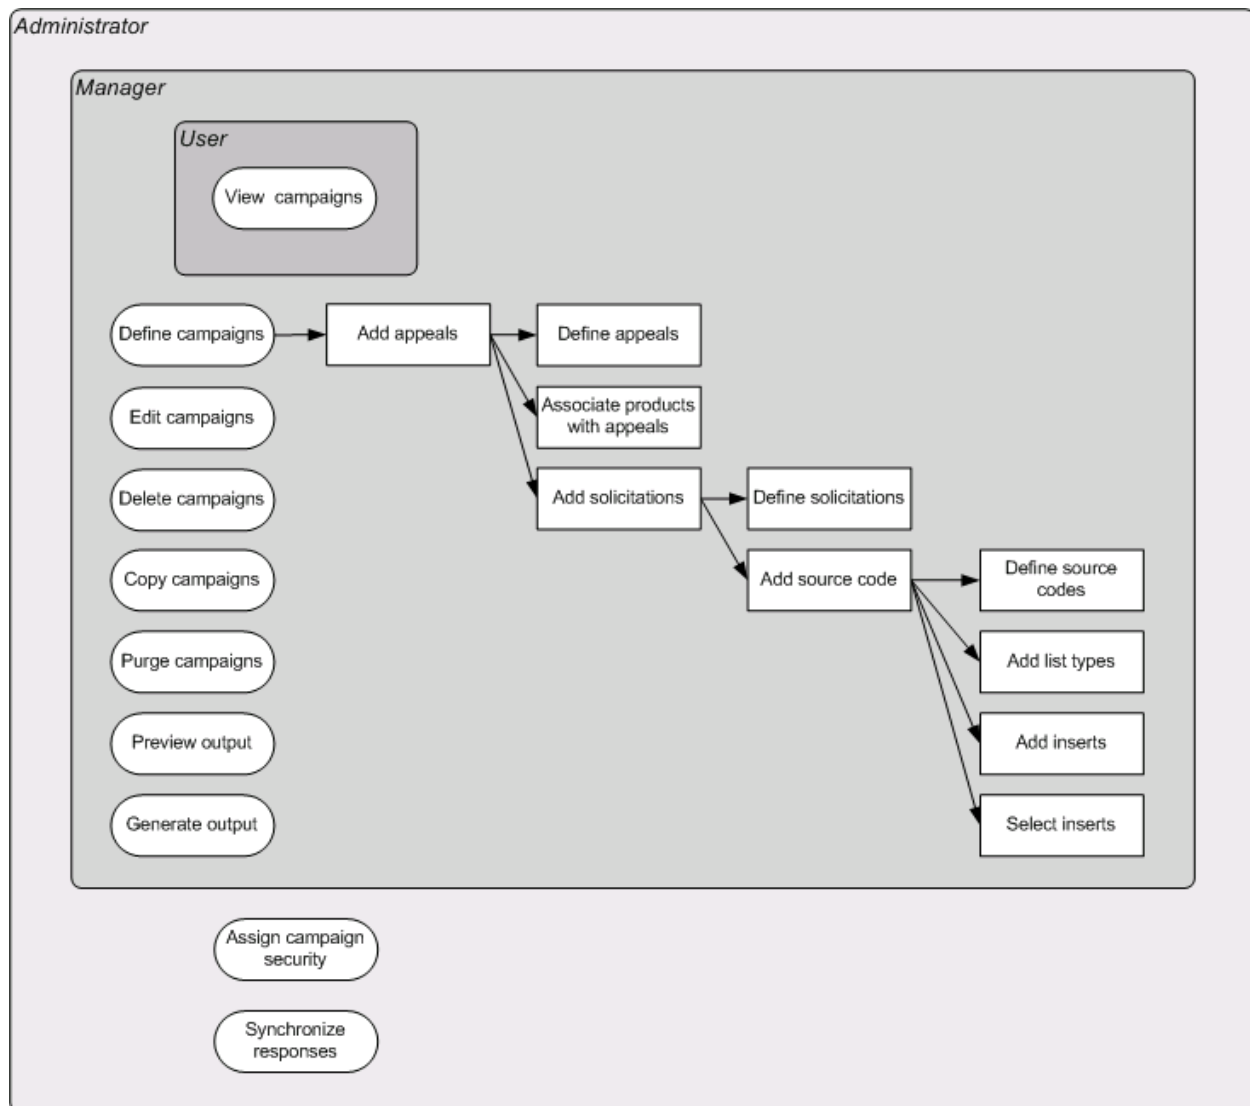 Administrator
Manager
User
View campaigns
Define campaigns
Add appeals
Define appeals
Edit campaigns
Associate products
with appeals
Delete campaigns
Add solicitations
Define solicitations
Copy campaigns
Add source code
Define source
codes
Purge campaigns
Add list types
Preview output
Add inserts
Generate output
Select inserts
Assign campaign
security
Synchronize
responses